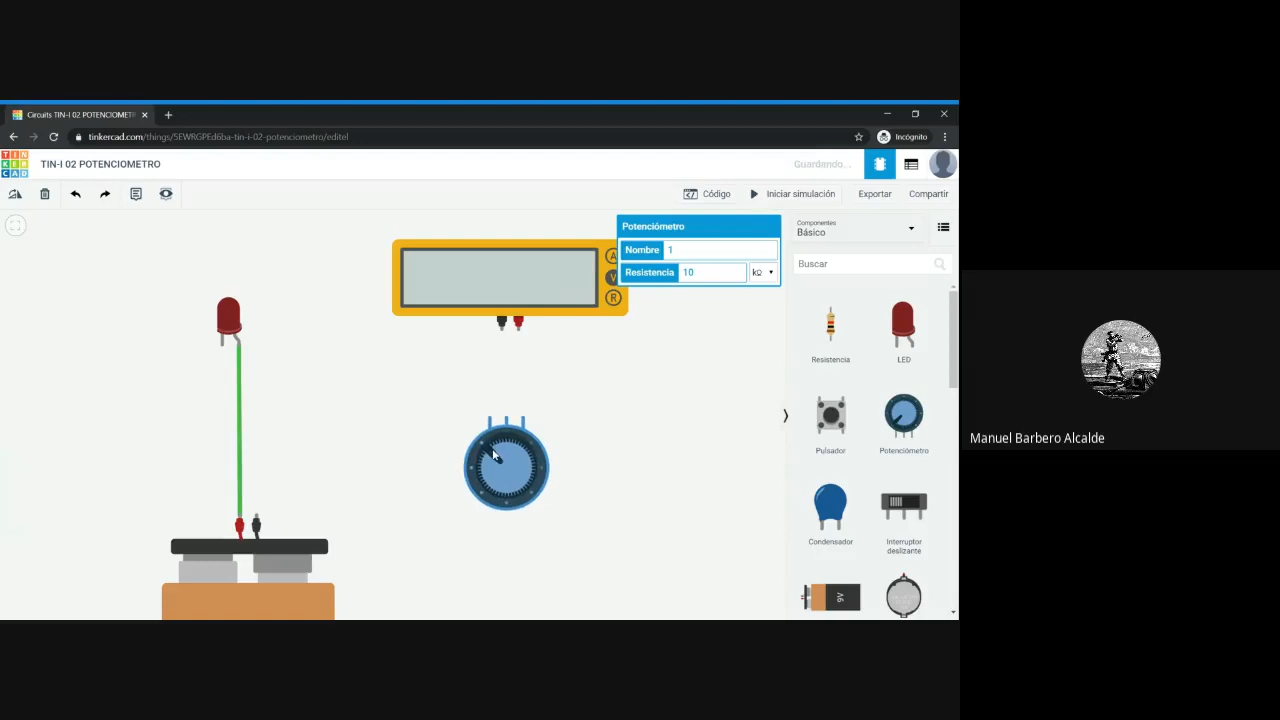 Circuits TIN-I 02 POTENCIOMETR
tinkercad.com/things/5EWRGPEd6ba-tin-i-02-potenciometro/editel
Incógnito
TIN
KER
CAD
TIN-I 02 POTENCIOMETRO
Guardando...
Código
Iniciar simulación
Exportar
Compartir
Potenciómetro
Nombre 1
Resistencia 10 kΩ
A
V
R
Componentes
Básico
Buscar
Resistencia
LED
Pulsador
Potenciómetro
Condensador
Interruptor
deslizante
9V
Manuel Barbero Alcalde